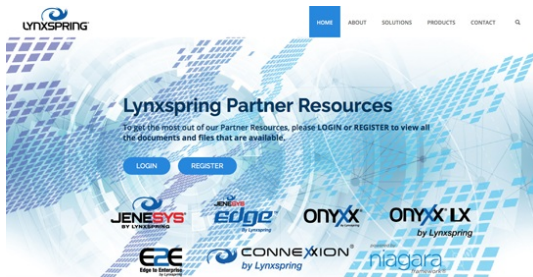 LYNXSPRING
HOME ABOUT SOLUTIONS PRODUCTS CONTACT
Lynxspring Partner Resources
To get the most out of our Partner Resources, please LOGIN or REGISTER to view all
the documents and files that are available.
LOGIN REGISTER
JENESYS®
BY LYNXSPRING
JENESYS
edge
by Lynxspring
ONYXX
ONYXX LX
by Lynxspring
E2E
Edge to Enterprise
by Lynxspring
CONNEXXION®
by Lynxspring
niagara
framework®